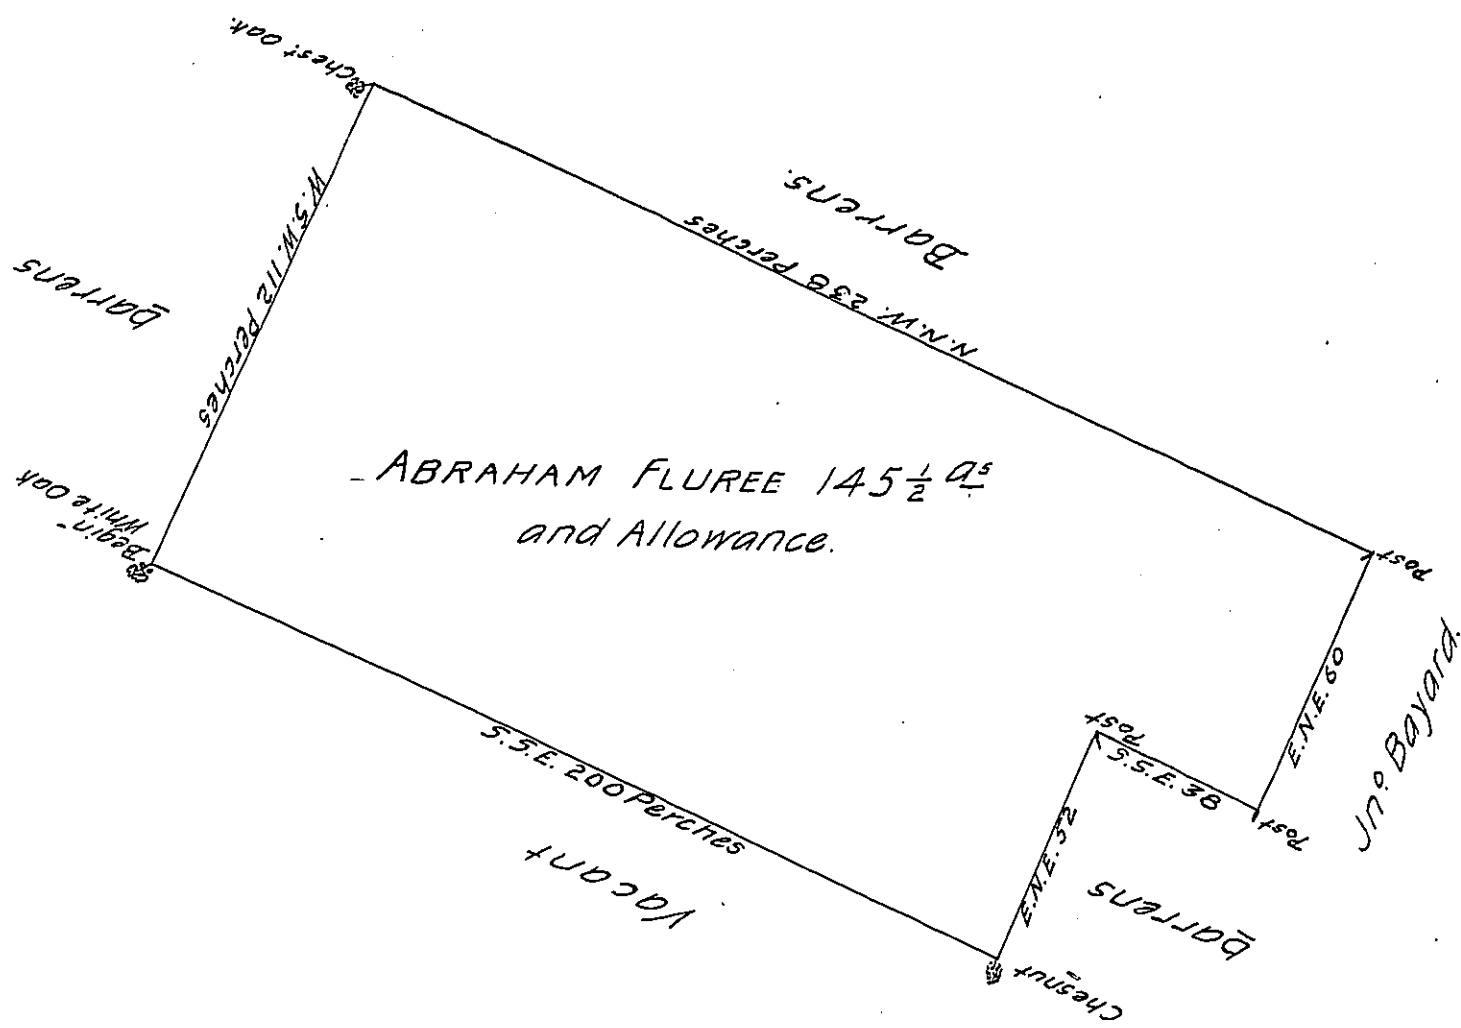 Chest Oak.
Barrens.
N.N.W. 238 Perches
W.S.W. 112 Perches
barrens
ABRAHAM FLUREE 145½ as
and Allowance.
Begin-
White Oak
Post
Jno. Bayard.
E.N.E. 60
Post
S.S.E. 38
Post
S.S.E. 200 Perches
E.N.E. 52
Vacant
barrens
Chesnut